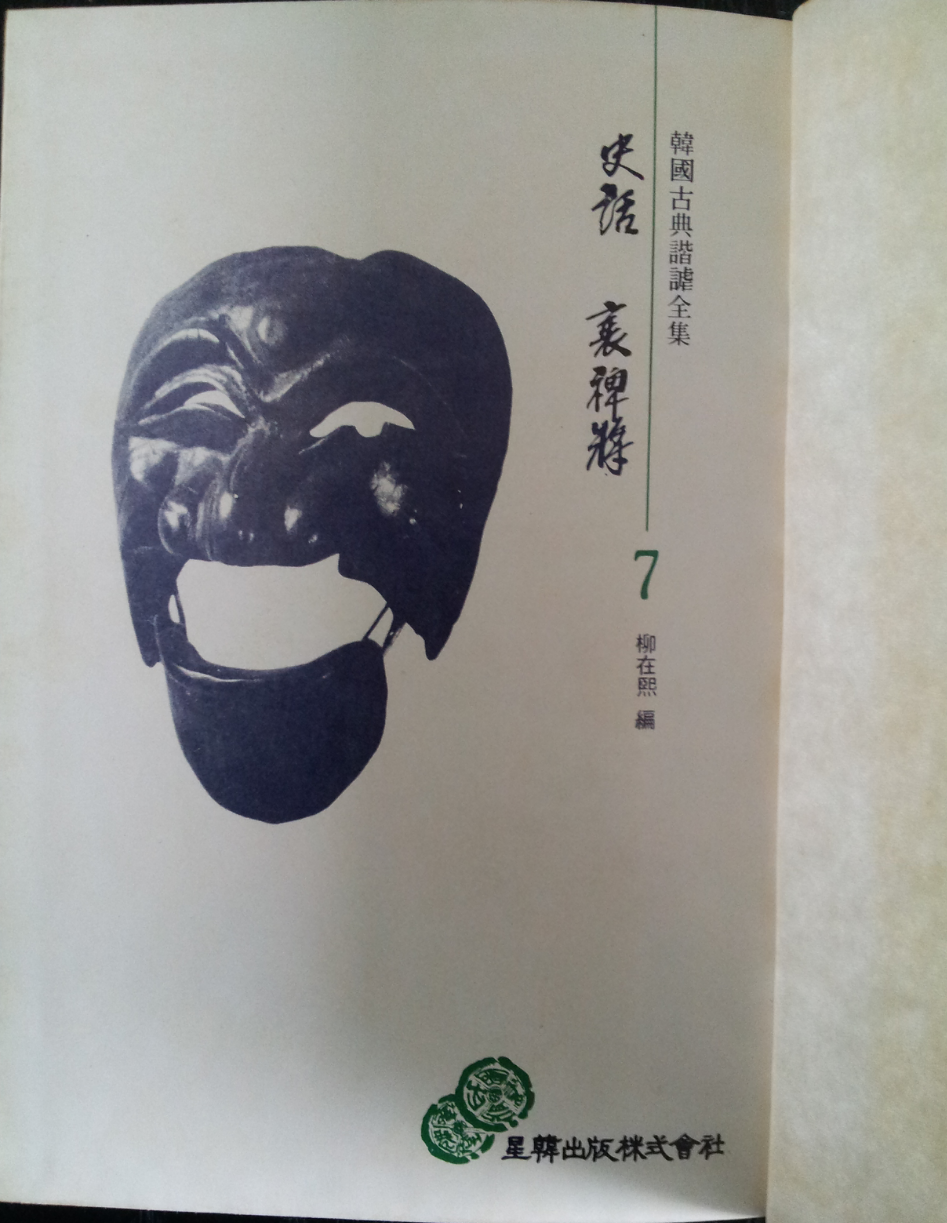 韓國古典諧謔全集
史話 裵裨將
7
柳在熙 編
星韓出版株式會社